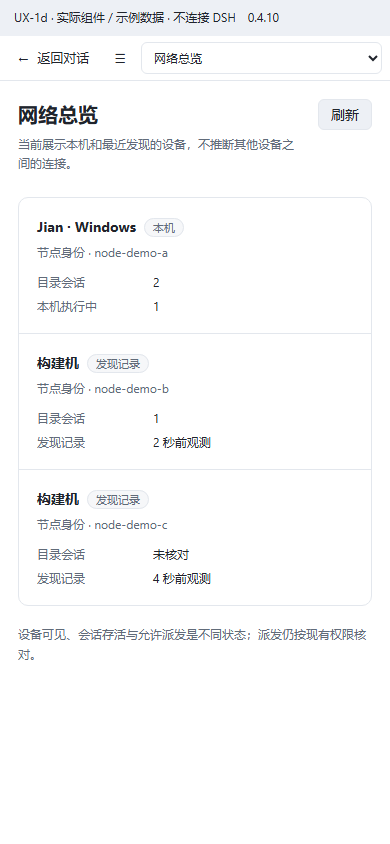 UX-1d · 实际组件 / 示例数据 · 不连接 DSH 0.4.10
← 返回对话 ☰ 网络总览
网络总览 刷新
当前展示本机和最近发现的设备，不推断其他设备之
间的连接。
Jian · Windows 本机
节点身份 · node-demo-a
目录会话 2
本机执行中 1
构建机 发现记录
节点身份 · node-demo-b
目录会话 1
发现记录 2 秒前观测
构建机 发现记录
节点身份 · node-demo-c
目录会话 未核对
发现记录 4 秒前观测
设备可见、会话存活与允许派发是不同状态；派发仍按现有权限核
对。